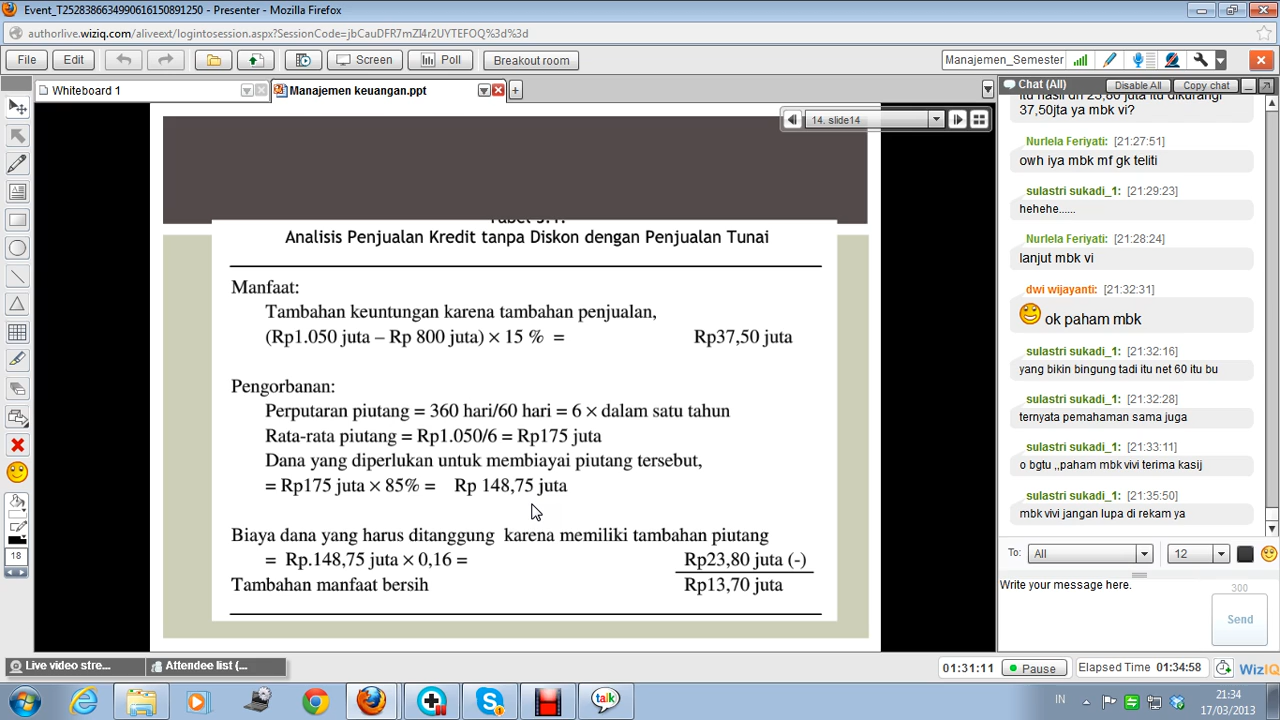 Event_T2528386634990616150891250 - Presenter - Mozilla Firefox
authorlive.wiziq.com/aliveext/logintosession.aspx?SessionCode=jbCauDFR7mZI4r2UYTEFOQ%3d%3d
File Edit Screen Poll Breakout room Manajemen_Semester
Whiteboard 1 Manajemen keuangan.ppt
14. slide14
Analisis Penjualan Kredit tanpa Diskon dengan Penjualan Tunai
Manfaat:
Tambahan keuntungan karena tambahan penjualan,
(Rp1.050 juta – Rp 800 juta) × 15 % = Rp37,50 juta
Pengorbanan:
Perputaran piutang = 360 hari/60 hari = 6 × dalam satu tahun
Rata-rata piutang = Rp1.050/6 = Rp175 juta
Dana yang diperlukan untuk membiayai piutang tersebut,
= Rp175 juta × 85% = Rp 148,75 juta
Biaya dana yang harus ditanggung karena memiliki tambahan piutang
= Rp.148,75 juta × 0,16 = Rp23,80 juta (-)
Tambahan manfaat bersih Rp13,70 juta
18
Chat (All) Disable All Copy chat
37,50jta ya mbk vi?
Nurlela Feriyati: [21:27:51]
owh iya mbk mf gk teliti
sulastri sukadi_1: [21:29:23]
hehehe......
Nurlela Feriyati: [21:28:24]
lanjut mbk vi
dwi wijayanti: [21:32:31]
ok paham mbk
sulastri sukadi_1: [21:32:16]
yang bikin bingung tadi itu net 60 itu bu
sulastri sukadi_1: [21:32:28]
ternyata pemahaman sama juga
sulastri sukadi_1: [21:33:11]
o bgtu ,,paham mbk vivi terima kasij
sulastri sukadi_1: [21:35:50]
mbk vivi jangan lupa di rekam ya
To: All 12
Write your message here.
300
Send
Live video stre... Attendee list (...
01:31:11 Pause Elapsed Time 01:34:58 WizIQ
talk
IN
21:34
17/03/2013